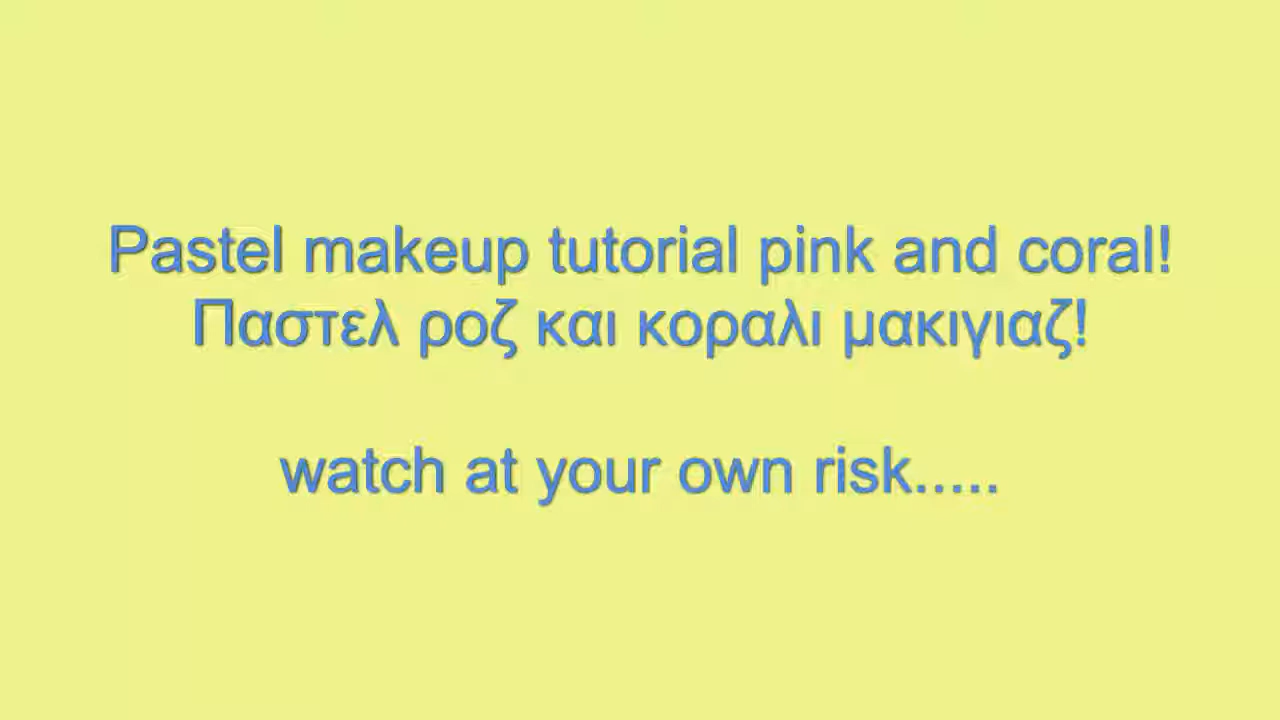 Pastel makeup tutorial pink and coral!
Παστελ ροζ και κοραλι μακιγιαζ!
watch at your own risk.....